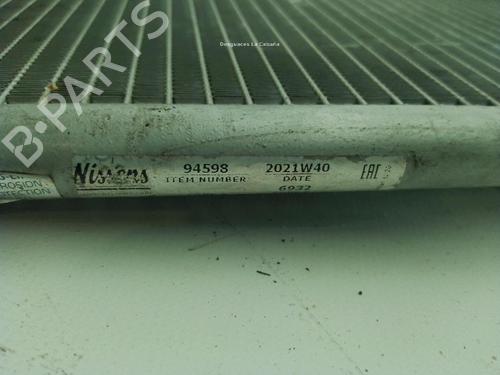 Desguaces La Cabaña
B-PARTS
Nissens
94598 2021W40
ITEM NUMBER DATE
6932
EAC